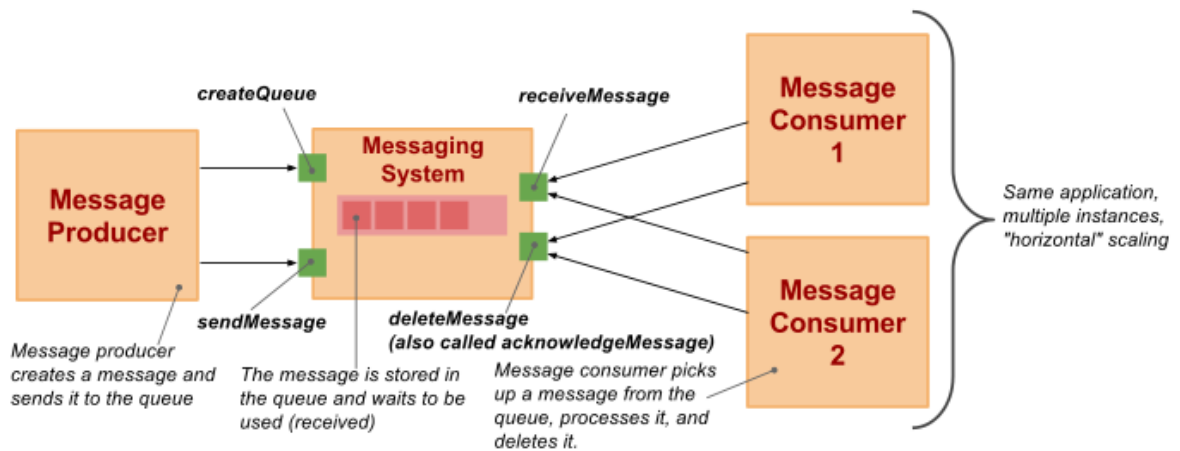 createQueue
receiveMessage
Message
Producer
Messaging
System
Message
Consumer
1
Same application,
multiple instances,
"horizontal" scaling
sendMessage
deleteMessage
(also called acknowledgeMessage)
Message
Consumer
2
Message producer
creates a message and
sends it to the queue
The message is stored in
the queue and waits to be
used (received)
Message consumer picks
up a message from the
queue, processes it, and
deletes it.